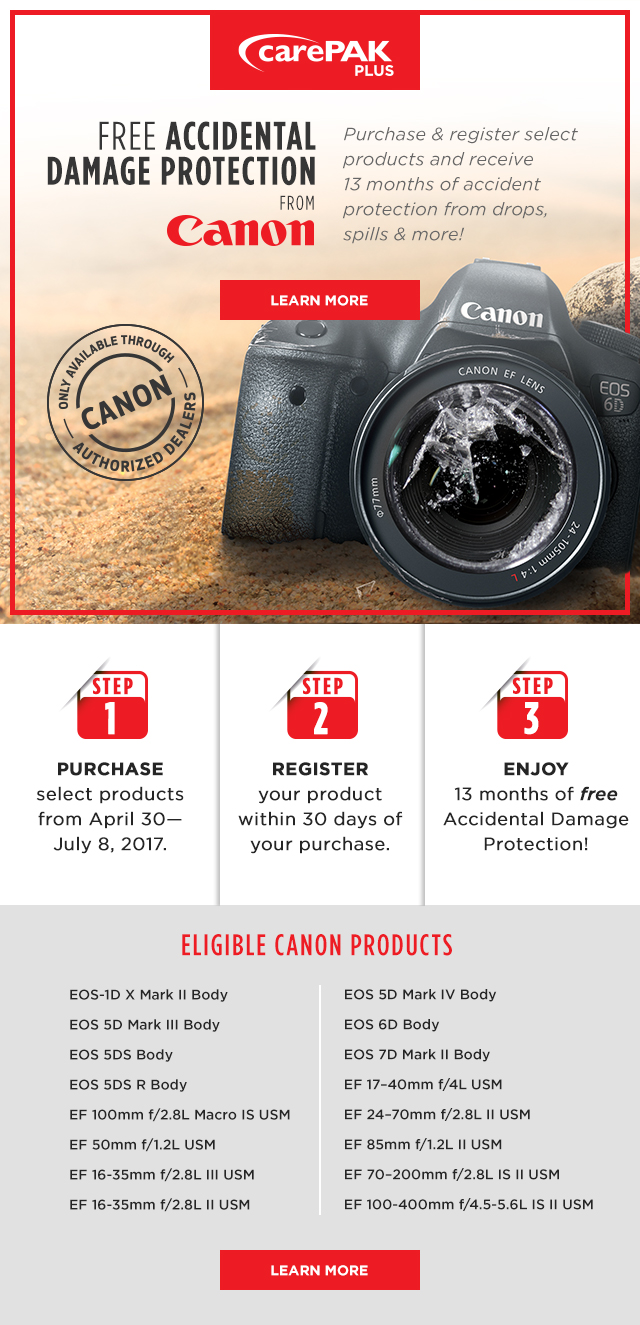 carePAK
PLUS
FREE ACCIDENTAL
DAMAGE PROTECTION
FROM
Canon
Purchase & register select
products and receive
13 months of accident
protection from drops,
spills & more!
LEARN MORE
ONLY AVAILABLE THROUGH
CANON
AUTHORIZED DEALERS
Canon
EOS
6D
CANON EF LENS
Φ77mm
24-105mm 1:4 L
STEP
1
PURCHASE
select products
from April 30—
July 8, 2017.
STEP
2
REGISTER
your product
within 30 days of
your purchase.
STEP
3
ENJOY
13 months of free
Accidental Damage
Protection!
ELIGIBLE CANON PRODUCTS
EOS-1D X Mark II Body
EOS 5D Mark III Body
EOS 5DS Body
EOS 5DS R Body
EF 100mm f/2.8L Macro IS USM
EF 50mm f/1.2L USM
EF 16-35mm f/2.8L III USM
EF 16-35mm f/2.8L II USM
EOS 5D Mark IV Body
EOS 6D Body
EOS 7D Mark II Body
EF 17–40mm f/4L USM
EF 24–70mm f/2.8L II USM
EF 85mm f/1.2L II USM
EF 70–200mm f/2.8L IS II USM
EF 100-400mm f/4.5-5.6L IS II USM
LEARN MORE